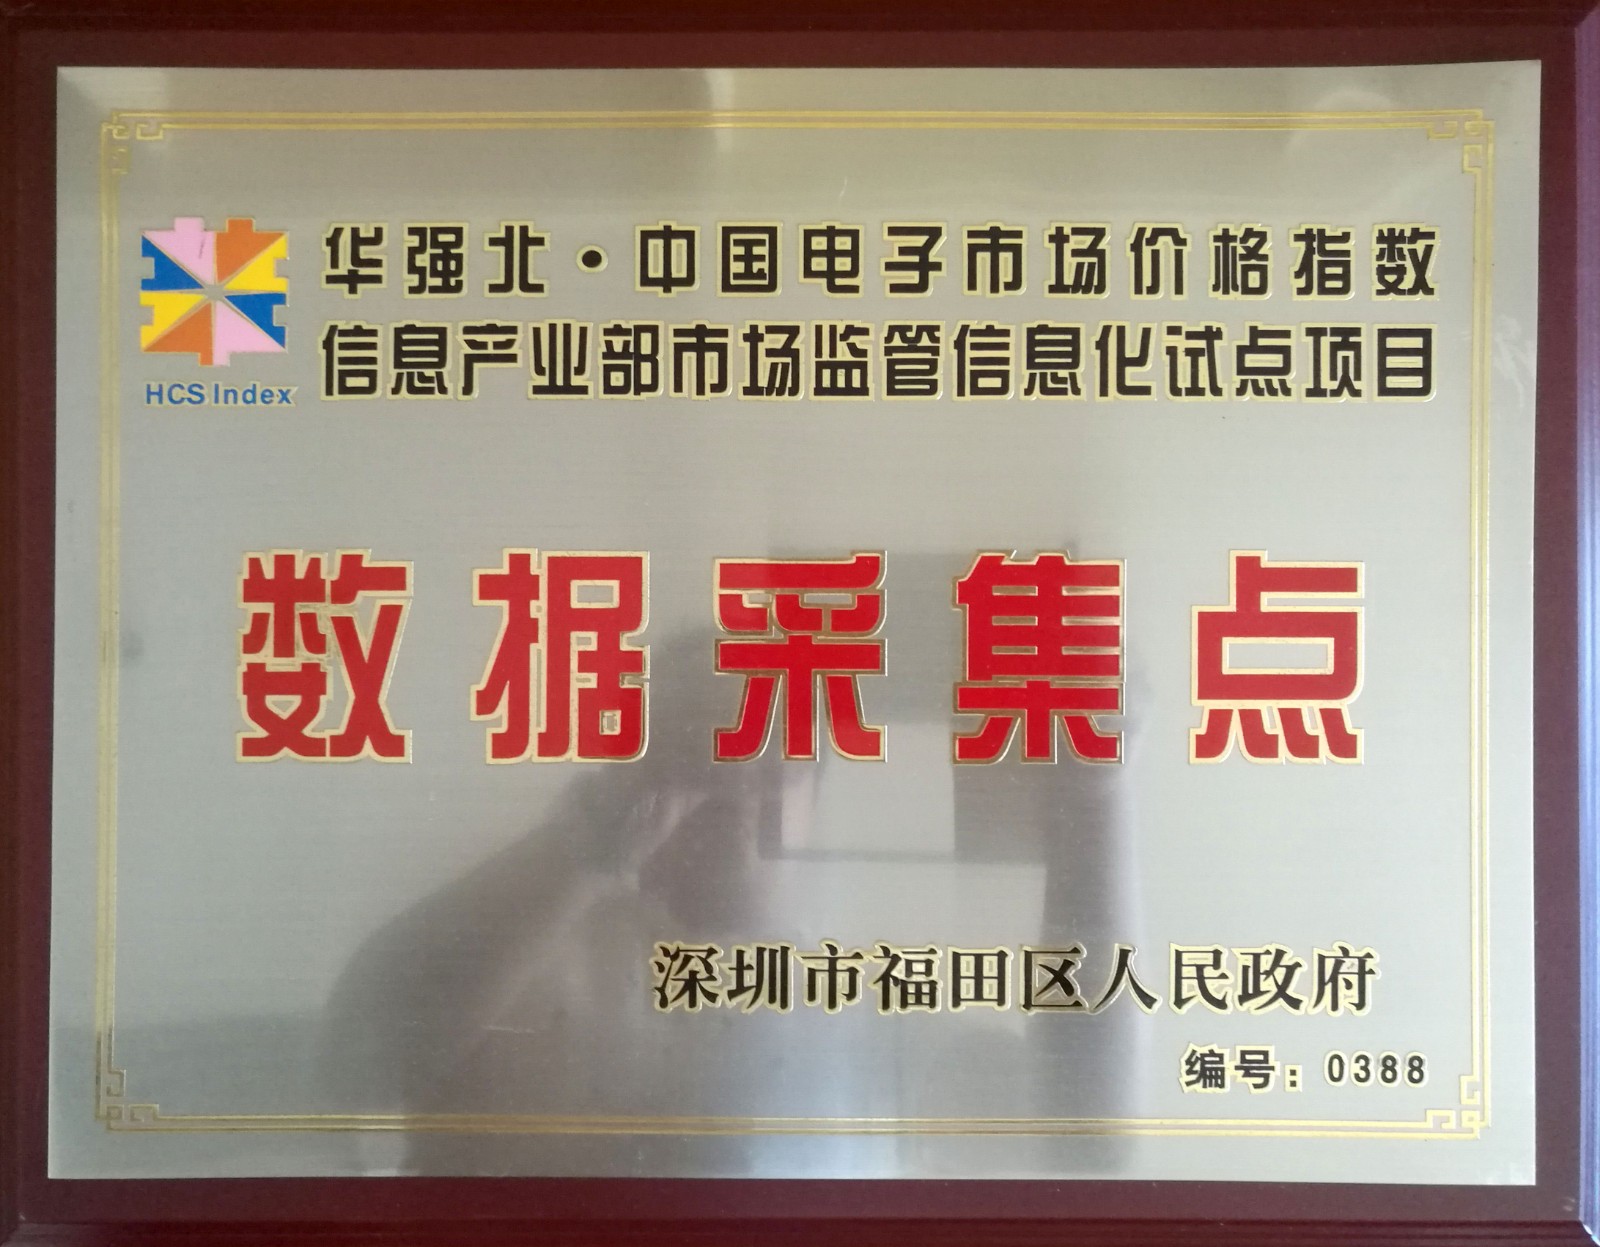 华强北·中国电子市场价格指数
信息产业部市场监管信息化试点项目
HCS Index
数据采集点
深圳市福田区人民政府
编号：0388